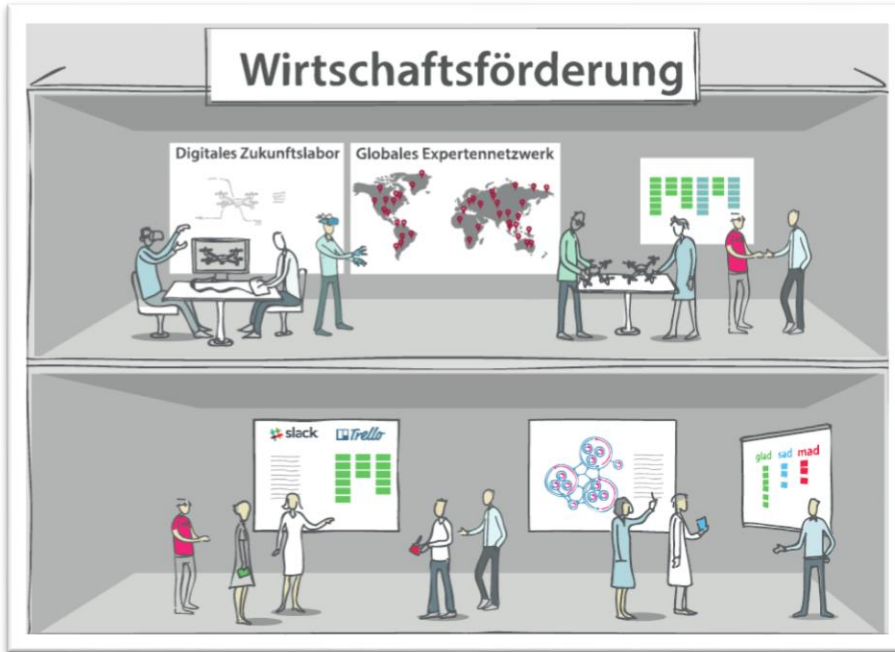 Wirtschaftsförderung
Digitales Zukunftslabor
Globales Expertennetzwerk
slack
Trello
glad sad mad